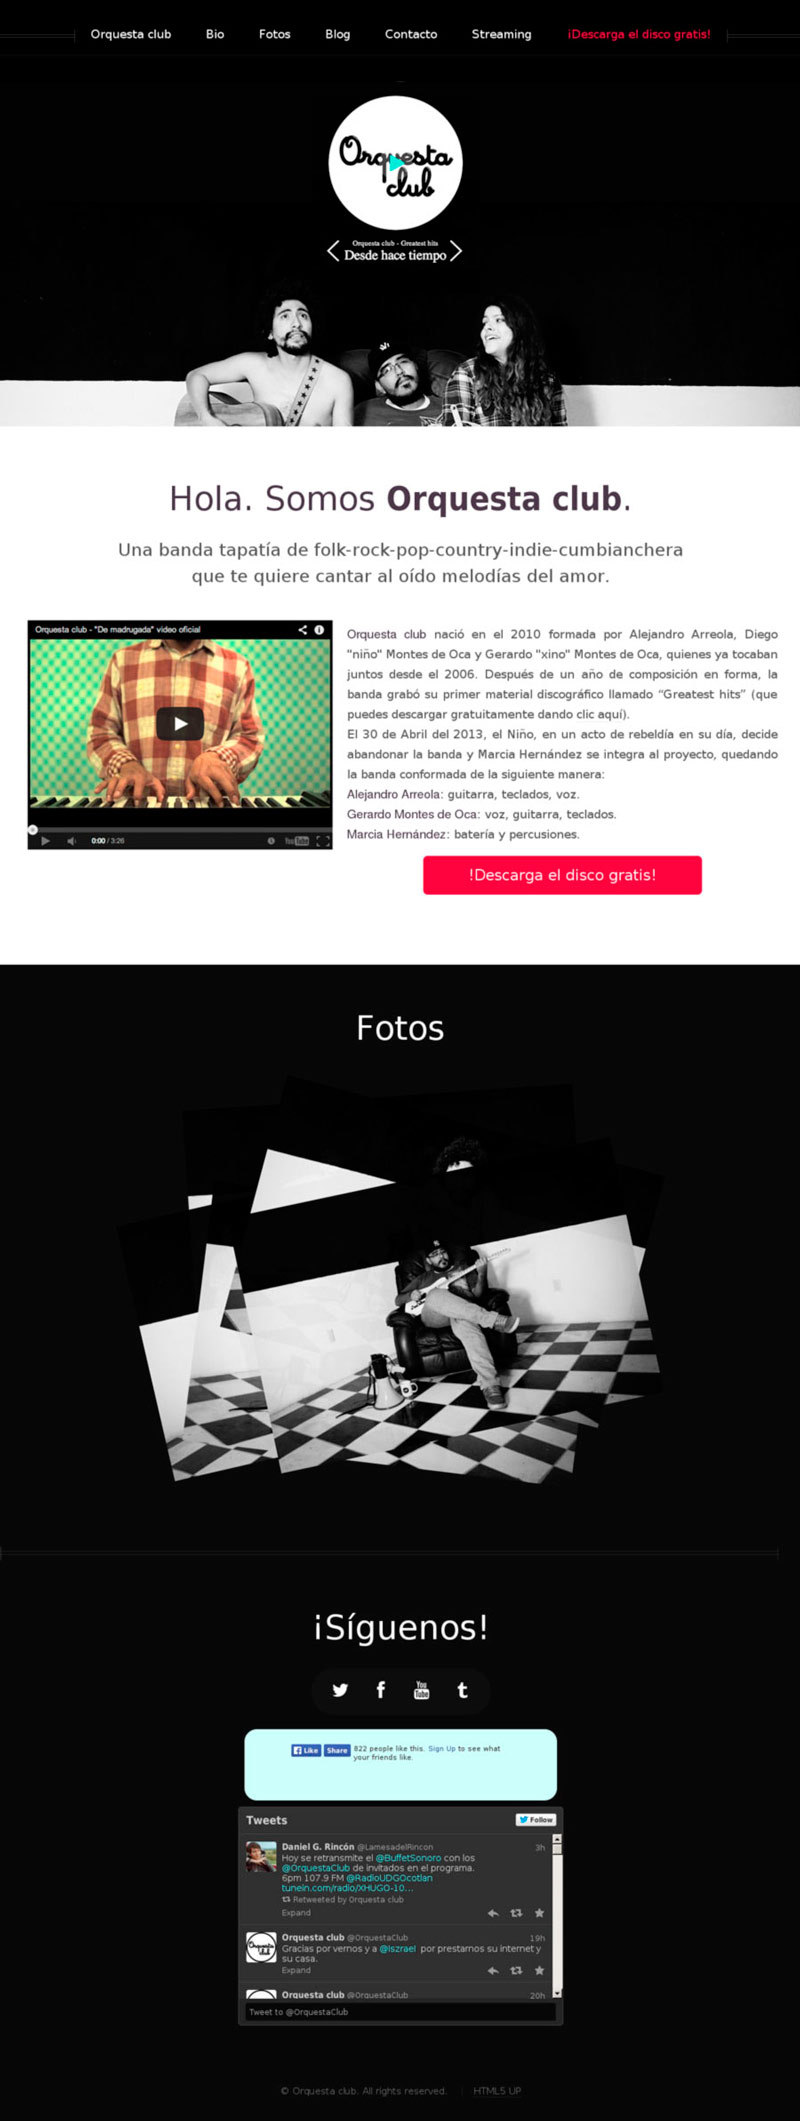 Orquesta club Bio Fotos Blog Contacto Streaming ¡Descarga el disco gratis!
Orquesta
club
Orquesta club - Greatest hits
Desde hace tiempo
Hola. Somos Orquesta club.
Una banda tapatía de folk-rock-pop-country-indie-cumbianchera
que te quiere cantar al oído melodías del amor.
Orquesta club - "De madrugada" video oficial
0:00 / 3:26
YouTube
Orquesta club nació en el 2010 formada por Alejandro Arreola, Diego
"niño" Montes de Oca y Gerardo "xino" Montes de Oca, quienes ya tocaban
juntos desde el 2006. Después de un año de composición en forma, la
banda grabó su primer material discográfico llamado “Greatest hits” (que
puedes descargar gratuitamente dando clic aquí).
El 30 de Abril del 2013, el Niño, en un acto de rebeldía en su día, decide
abandonar la banda y Marcia Hernández se integra al proyecto, quedando
la banda conformada de la siguiente manera:
Alejandro Arreola: guitarra, teclados, voz.
Gerardo Montes de Oca: voz, guitarra, teclados.
Marcia Hernández: batería y percusiones.
!Descarga el disco gratis!
Fotos
¡Síguenos!
You
Tube
Like Share 822 people like this. Sign Up to see what
your friends like.
Tweets Follow
Daniel G. Rincón @LamesadelRincon 3h
Hoy se retransmite el @BuffetSonoro con los
@OrquestaClub de invitados en el programa.
6pm 107.9 FM @RadioUDGOcotlan
tunein.com/radio/XHUGO-10...
Retweeted by Orquesta club
Expand
Orquesta club @OrquestaClub 19h
Gracias por vernos y a @Iszrael por prestarnos su internet y
su casa.
Expand
Orquesta club @OrquestaClub 20h
Tweet to @OrquestaClub
© Orquesta club. All rights reserved. HTML5 UP